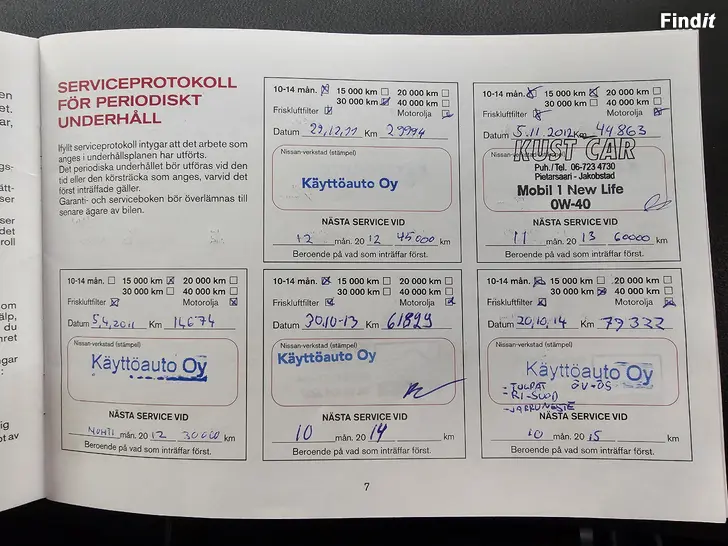 Findit
SERVICEPROTOKOLL
FÖR PERIODISKT
UNDERHÅLL
Ifyllt serviceprotokoll intygar att det arbete som
anges i underhållsplanen har utförts.
Det periodiska underhållet bör utföras vid den
tid eller den körsträcka som anges, varvid det
först inträffade gäller.
Garanti- och serviceboken bör överlämnas till
senare ägare av bilen.
10-14 mån. 15 000 km 20 000 km
30 000 km 40 000 km
Friskluftfilter Motorolja
Datum 29,12,11 Km 29994
Nissan-verkstad (stämpel)
Käyttöauto Oy
NÄSTA SERVICE VID
12 mån. 20 12 45000 km
Beroende på vad som inträffar först.
10-14 mån. 15 000 km 20 000 km
30 000 km 40 000 km
Friskluftfilter Motorolja
Datum 5.11.2012 Km 44863
Nissan-verkstad (stämpel)
KUST CAR
Puh./Tel. 06-723 4730
Pietarsaari - Jakobstad
Mobil 1 New Life
0W-40
NÄSTA SERVICE VID
11 mån. 20 13 60000 km
Beroende på vad som inträffar först.
10-14 mån. 15 000 km 20 000 km
30 000 km 40 000 km
Friskluftfilter Motorolja
Datum 5,4,2011 Km 14674
Nissan-verkstad (stämpel)
Käyttöauto Oy
NÄSTA SERVICE VID
HUHTI mån. 20 12 30000 km
Beroende på vad som inträffar först.
10-14 mån. 15 000 km 20 000 km
30 000 km 40 000 km
Friskluftfilter Motorolja
Datum 30.10-13 Km 61829
Nissan-verkstad (stämpel)
Käyttöauto Oy
NÄSTA SERVICE VID
10 mån. 20 14 km
Beroende på vad som inträffar först.
10-14 mån. 15 000 km 20 000 km
30 000 km 40 000 km
Friskluftfilter Motorolja
Datum 20.10.14 Km 79322
Nissan-verkstad (stämpel)
Käyttöauto Oy
- TULPAT ÖV-ÖS
- RI-SUOD
- JARRUNESTE
NÄSTA SERVICE VID
10 mån. 20 15 km
Beroende på vad som inträffar först.
7